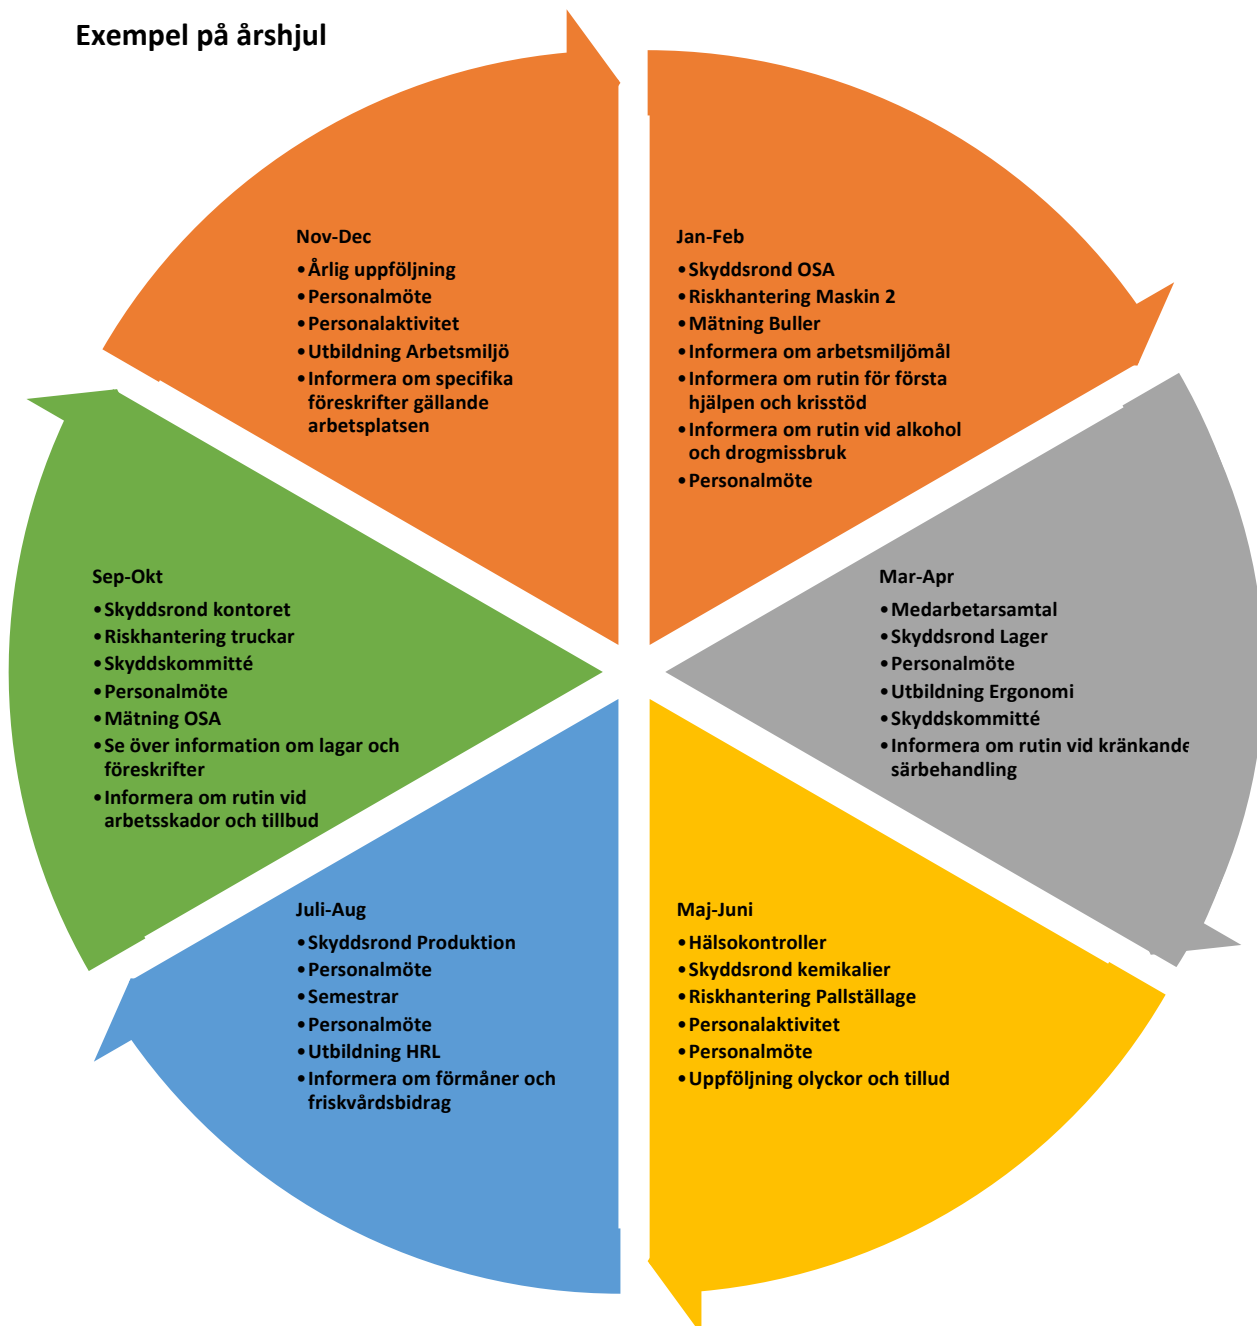 Exempel på årshjul
Nov-Dec
•Årlig uppföljning
•Personalmöte
•Personalaktivitet
•Utbildning Arbetsmiljö
•Informera om specifika
föreskrifter gällande
arbetsplatsen
Jan-Feb
•Skyddsrond OSA
•Riskhantering Maskin 2
•Mätning Buller
•Informera om arbetsmiljömål
•Informera om rutin för första
hjälpen och krisstöd
•Informera om rutin vid alkohol
och drogmissbruk
•Personalmöte
Sep-Okt
•Skyddsrond kontoret
•Riskhantering truckar
•Skyddskommitté
•Personalmöte
•Mätning OSA
•Se över information om lagar och
föreskrifter
•Informera om rutin vid
arbetsskador och tillbud
Mar-Apr
•Medarbetarsamtal
•Skyddsrond Lager
•Personalmöte
•Utbildning Ergonomi
•Skyddskommitté
•Informera om rutin vid kränkande
särbehandling
Juli-Aug
•Skyddsrond Produktion
•Personalmöte
•Semestrar
•Personalmöte
•Utbildning HRL
•Informera om förmåner och
friskvårdsbidrag
Maj-Juni
•Hälsokontroller
•Skyddsrond kemikalier
•Riskhantering Pallställage
•Personalaktivitet
•Personalmöte
•Uppföljning olyckor och tillud